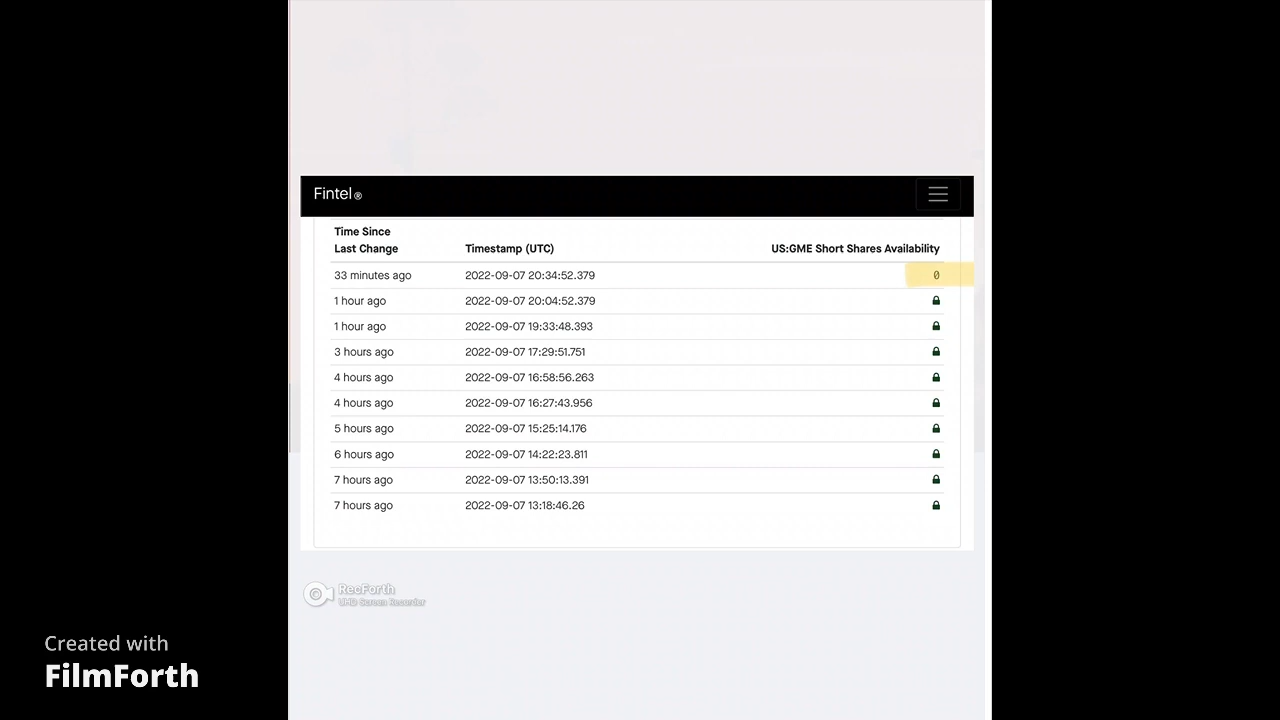 Fintel ®
Time Since
Last Change Timestamp (UTC) US:GME Short Shares Availability
33 minutes ago 2022-09-07 20:34:52.379 0
1 hour ago 2022-09-07 20:04:52.379
1 hour ago 2022-09-07 19:33:48.393
3 hours ago 2022-09-07 17:29:51.751
4 hours ago 2022-09-07 16:58:56.263
4 hours ago 2022-09-07 16:27:43.956
5 hours ago 2022-09-07 15:25:14.176
6 hours ago 2022-09-07 14:22:23.811
7 hours ago 2022-09-07 13:50:13.391
7 hours ago 2022-09-07 13:18:46.26
RecForth
UHD Screen Recorder
Created with
FilmForth